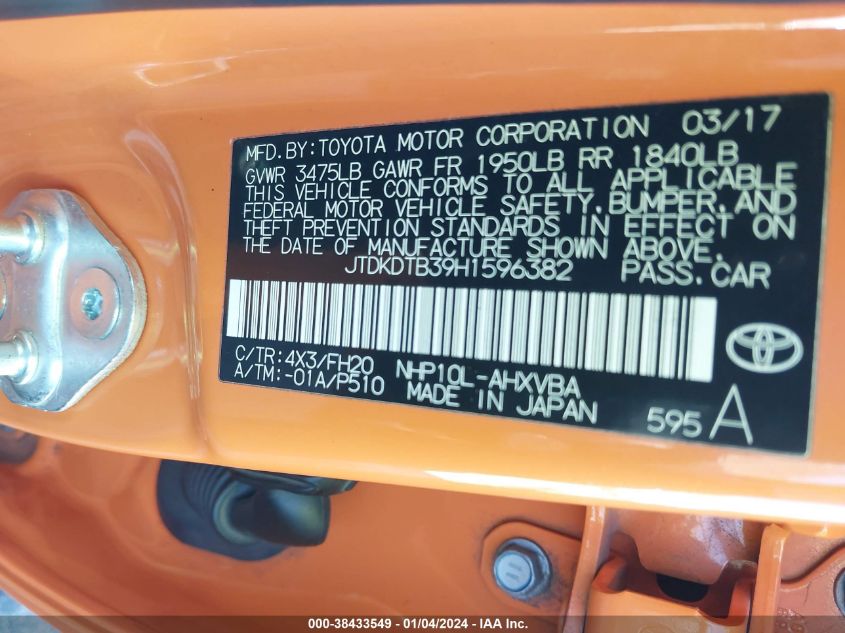 MFD.BY:TOYOTA MOTOR CORPORATION 03/17
GVWR 3475LB GAWR FR 1950LB RR 1840LB
THIS VEHICLE CONFORMS TO ALL APPLICABLE
FEDERAL MOTOR VEHICLE SAFETY,BUMPER,AND
THEFT PREVENTION STANDARDS IN EFFECT ON
THE DATE OF MANUFACTURE SHOWN ABOVE.
JTDKDTB39H1596382 PASS.CAR
C/TR:4X3/FH20 NHP10L-AHXVBA
A/TM:-01A/P510 MADE IN JAPAN 595 A
000-38433549 - 01/04/2024 - IAA Inc.